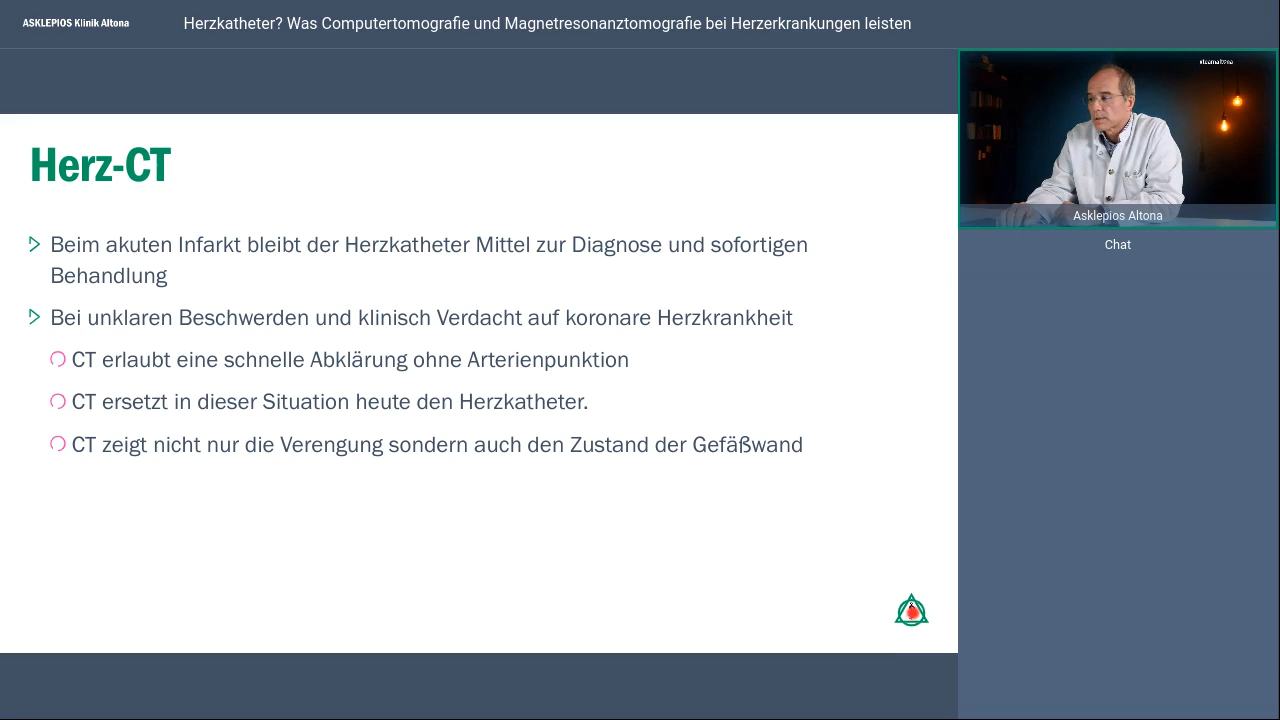 ASKLEPIOS Klinik Altona
Herzkatheter? Was Computertomografie und Magnetresonanztomografie bei Herzerkrankungen leisten
#teamaltona
Herz-CT
Beim akuten Infarkt bleibt der Herzkatheter Mittel zur Diagnose und sofortigen
Behandlung
Bei unklaren Beschwerden und klinisch Verdacht auf koronare Herzkrankheit
CT erlaubt eine schnelle Abklärung ohne Arterienpunktion
CT ersetzt in dieser Situation heute den Herzkatheter.
CT zeigt nicht nur die Verengung sondern auch den Zustand der Gefäßwand
Asklepios Altona
Chat